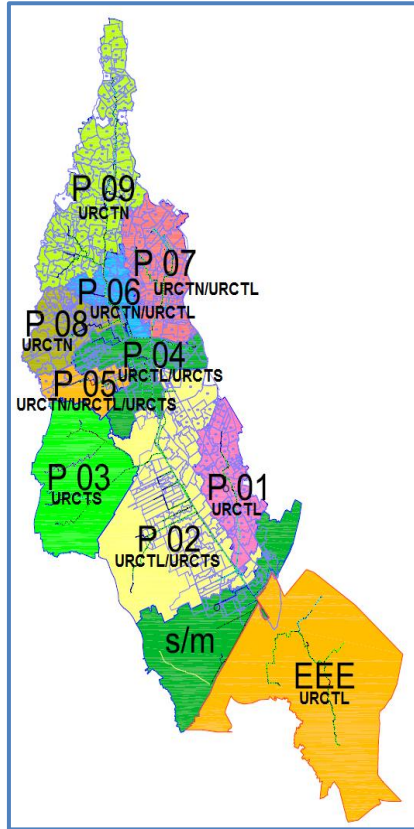 P 09
URCTN
P 07
URCTN/URCTL
P 06
URCTN/URCTL
P 08
URCTN
P 04
URCTL/URCTS
P 05
URCTN/URCTL/URCTS
P 03
URCTS
P 01
URCTL
P 02
URCTL/URCTS
s/m
EEE
URCTL